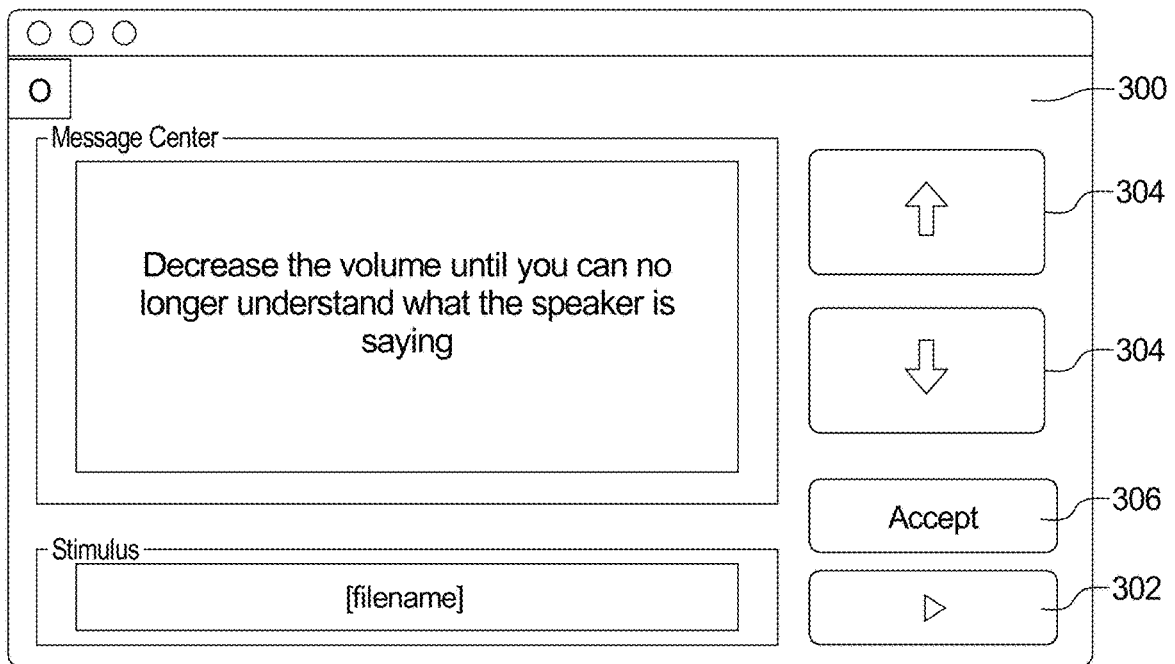 O
300
Message Center
304
Decrease the volume until you can no
longer understand what the speaker is
saying
304
Accept
306
Stimulus
[filename]
302